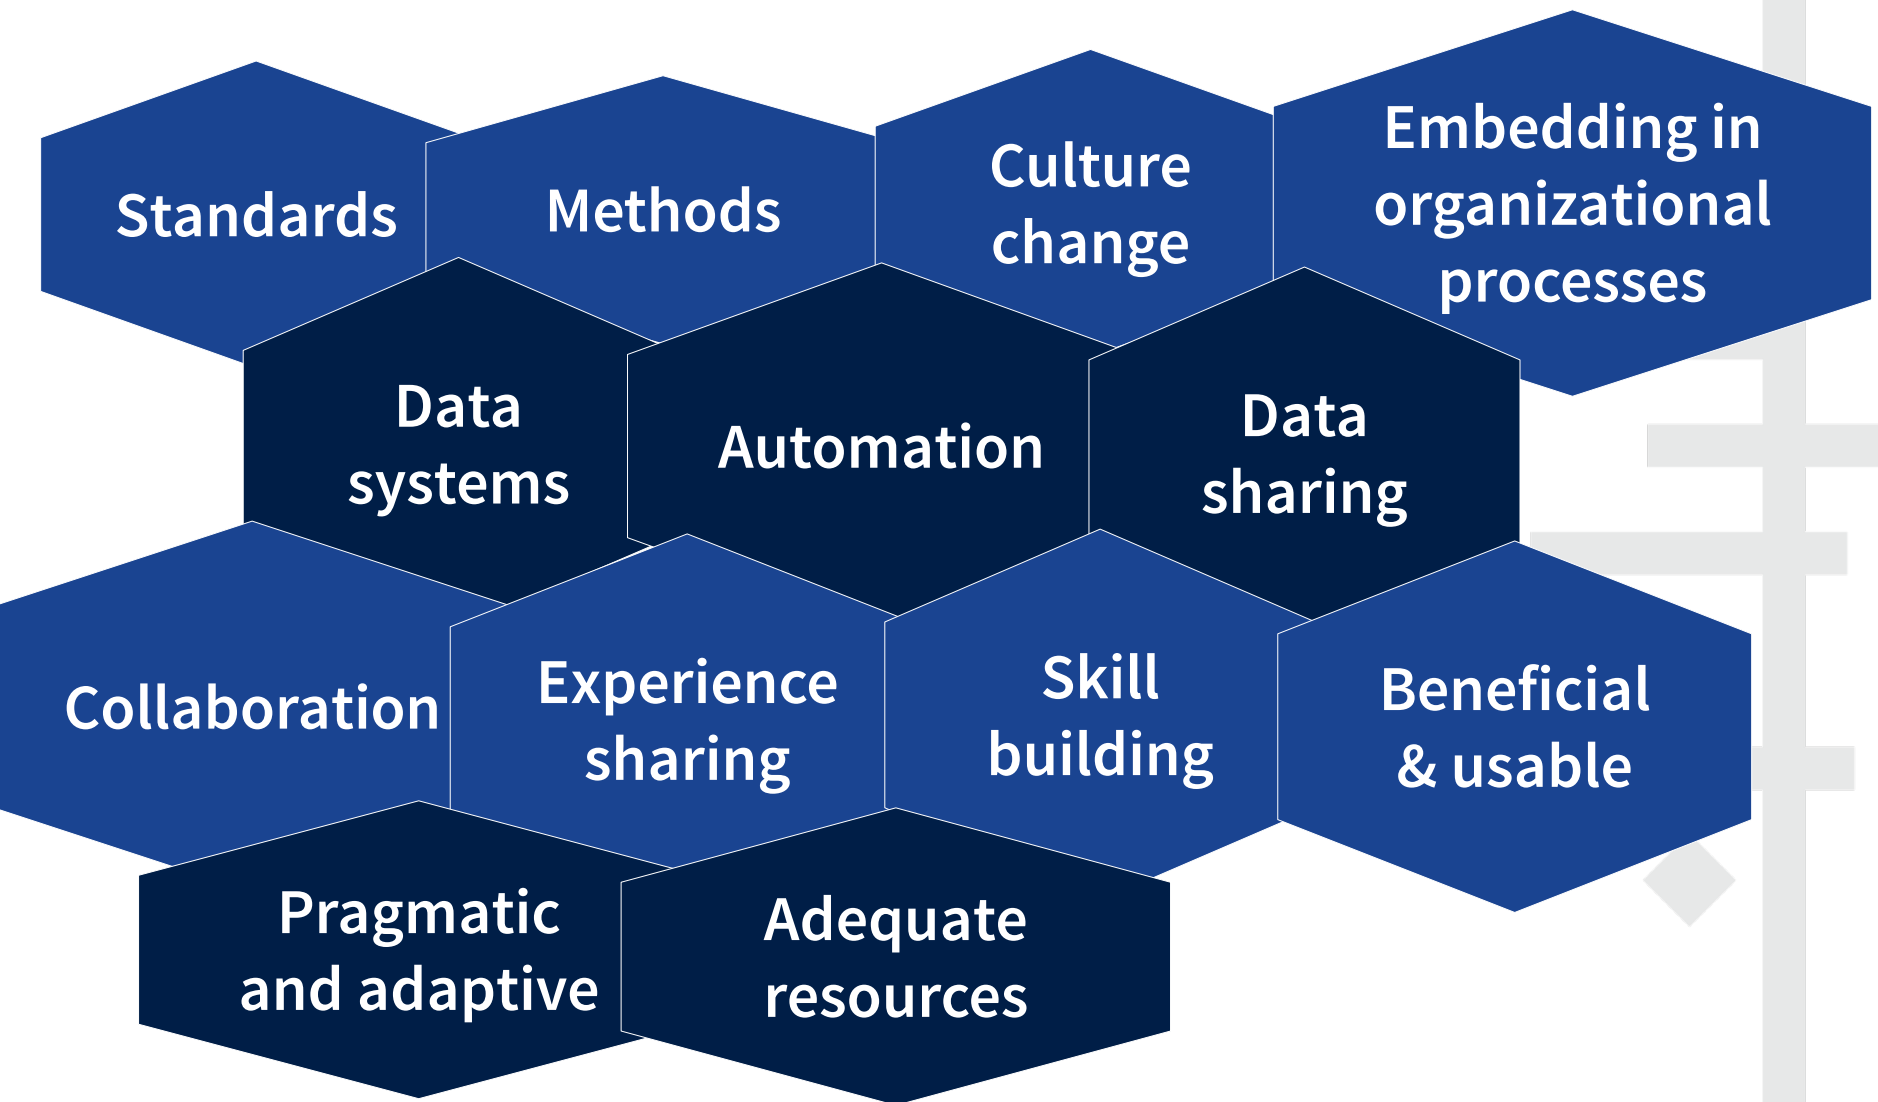 Standards
Methods
Culture
change
Embedding in
organizational
processes
Data
systems
Automation
Data
sharing
Collaboration
Experience
sharing
Skill
building
Beneficial
& usable
Pragmatic
and adaptive
Adequate
resources